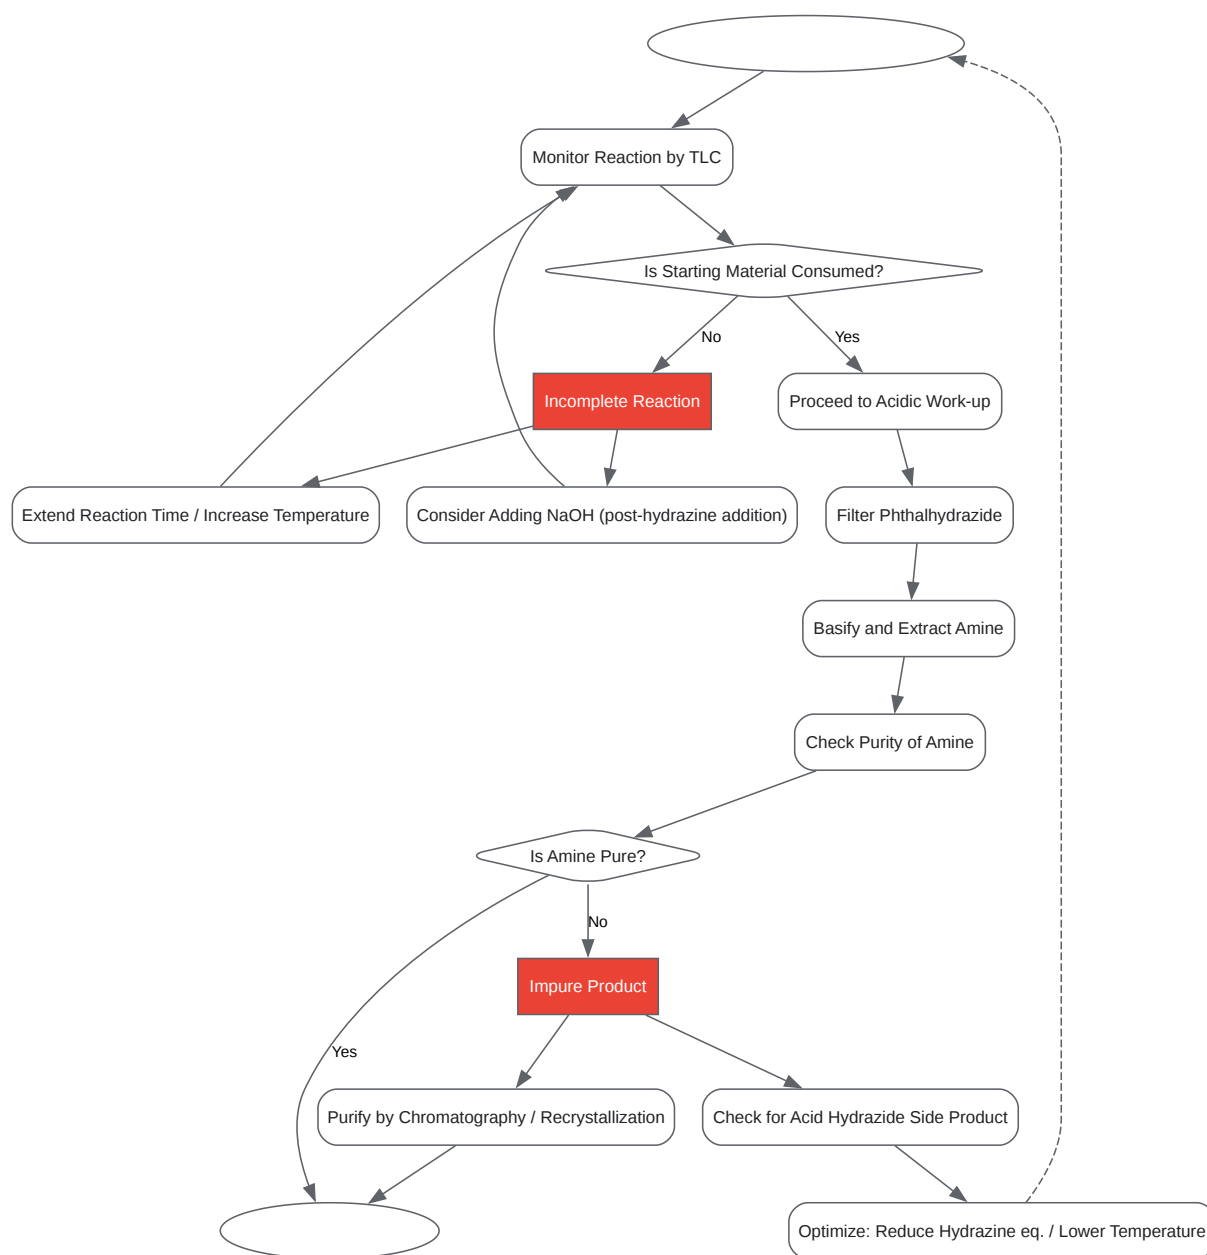 Monitor Reaction by TLC
Is Starting Material Consumed?
No
Yes
Incomplete Reaction
Proceed to Acidic Work-up
Extend Reaction Time / Increase Temperature
Consider Adding NaOH (post-hydrazine addition)
Filter Phthalhydrazide
Basify and Extract Amine
Check Purity of Amine
Is Amine Pure?
No
Impure Product
Yes
Purify by Chromatography / Recrystallization
Check for Acid Hydrazide Side Product
Optimize: Reduce Hydrazine eq. / Lower Temperature